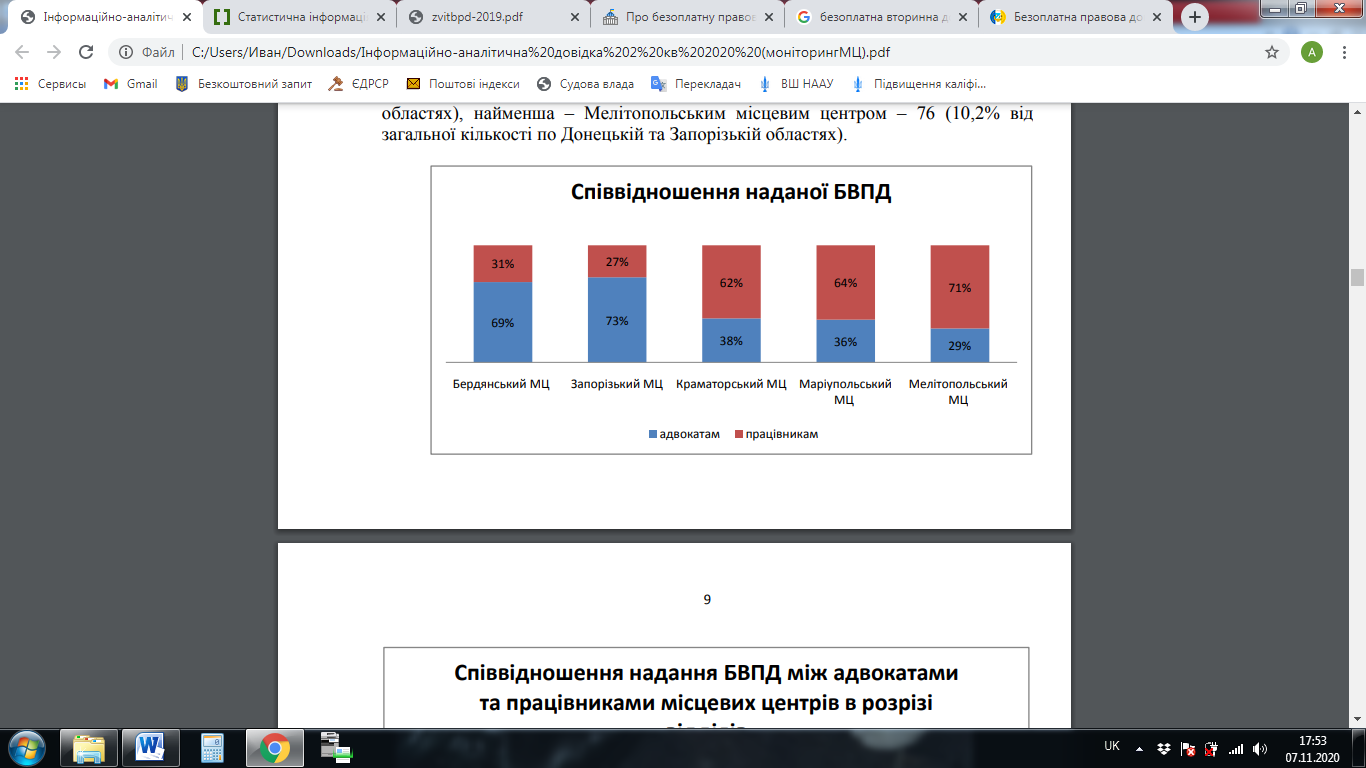 Інформаційно-аналітич
Статистична інформаці
zvitbpd-2019.pdf
Про безоплатну правов
безоплатна вторинна д
Безоплатна правова до
Файл | C:/Users/Иван/Downloads/Інформаційно-аналітична%20довідка%202%20кв%202020%20(моніторингМЦ).pdf
А
Сервисы
Gmail
Безкоштовний запит
ЄДРСР
Поштові індекси
Судова влада
Перекладач
ВШ НААУ
Підвищення каліфі...
областях), найменша – Мелітопольським місцевим центром – 76 (10,2% від
загальної кількості по Донецькій та Запорізькій областях).
Співвідношення наданої БВПД
31% 27% 62% 64% 71%
69% 73% 38% 36% 29%
Бердянський МЦ Запорізький МЦ Краматорський МЦ Маріупольський МЦ Мелітопольський МЦ
адвокатам працівникам
9
Співвідношення надання БВПД між адвокатами
та працівниками місцевих центрів в розрізі
UK
17:53
07.11.2020